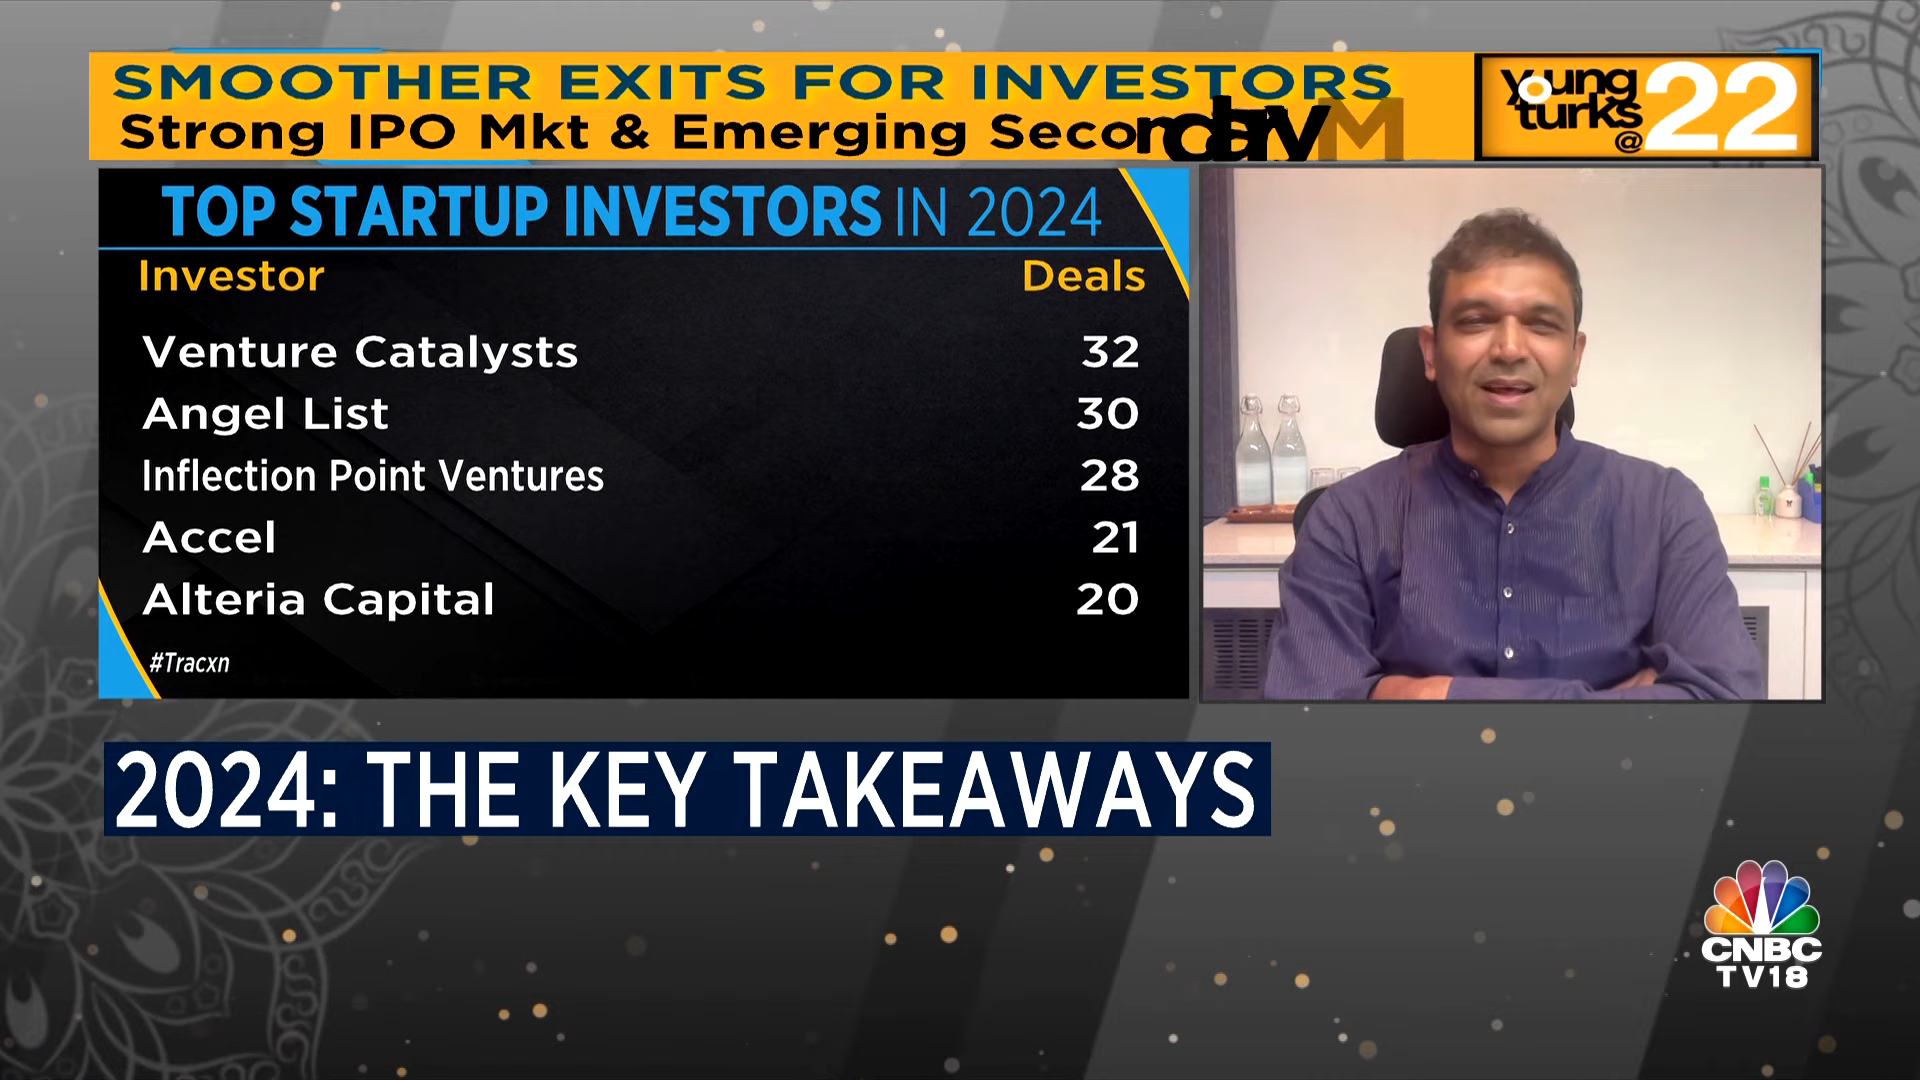 SMOOTHER EXITS FOR INVESTORS
Strong IPO Mkt & Emerging Secondary M
young turks @ 22
TOP STARTUP INVESTORS IN 2024
Investor Deals
Venture Catalysts 32
Angel List 30
Inflection Point Ventures 28
Accel 21
Alteria Capital 20
#Tracxn
2024: THE KEY TAKEAWAYS
CNBC
TV18